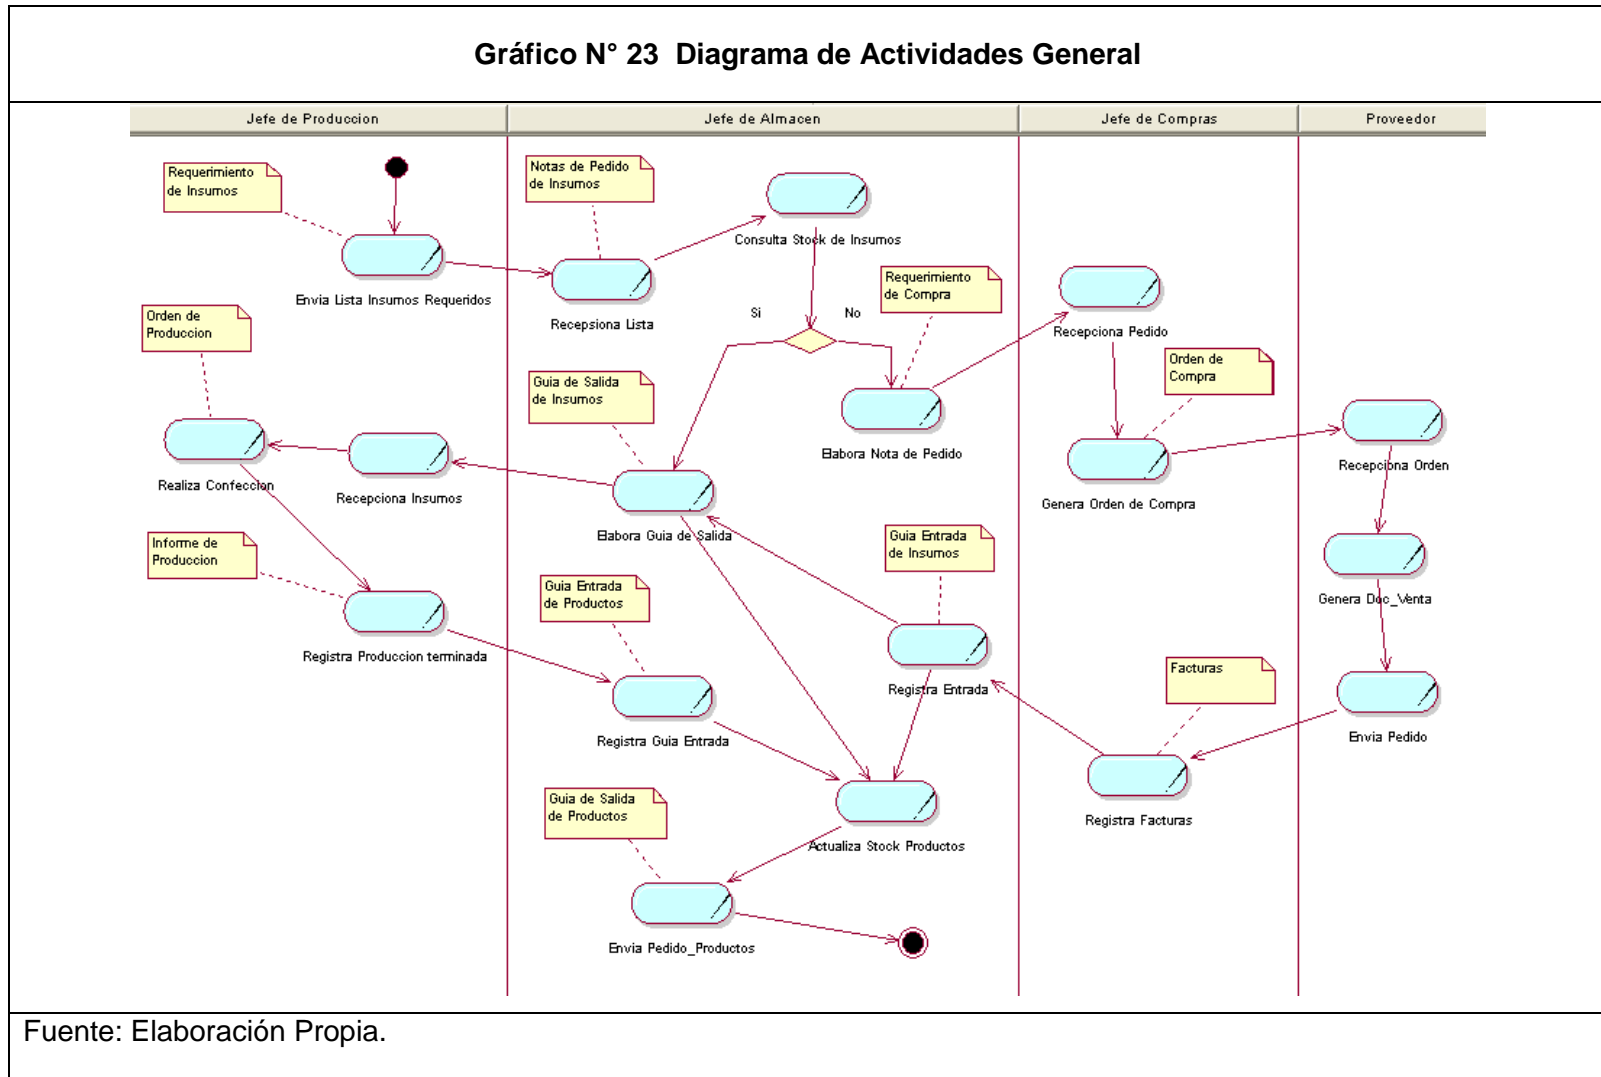 Gráfico N° 23 Diagrama de Actividades General
Jefe de Produccion
Jefe de Almacen
Jefe de Compras
Proveedor
Requerimiento
de Insumos
Envia Lista Insumos Requeridos
Notas de Pedido
de Insumos
Recepsiona Lista
Consulta Stock de Insumos
Si
No
Requerimiento
de Compra
Elabora Nota de Pedido
Recepciona Pedido
Orden de
Compra
Genera Orden de Compra
Recepciona Orden
Genera Doc_Venta
Envia Pedido
Facturas
Registra Facturas
Guia Entrada
de Insumos
Registra Entrada
Guia de Salida
de Insumos
Elabora Guia de Salida
Recepciona Insumos
Orden de
Produccion
Realiza Confeccion
Informe de
Produccion
Registra Produccion terminada
Guia Entrada
de Productos
Registra Guia Entrada
Actualiza Stock Productos
Guia de Salida
de Productos
Envia Pedido_Productos
Fuente: Elaboración Propia.